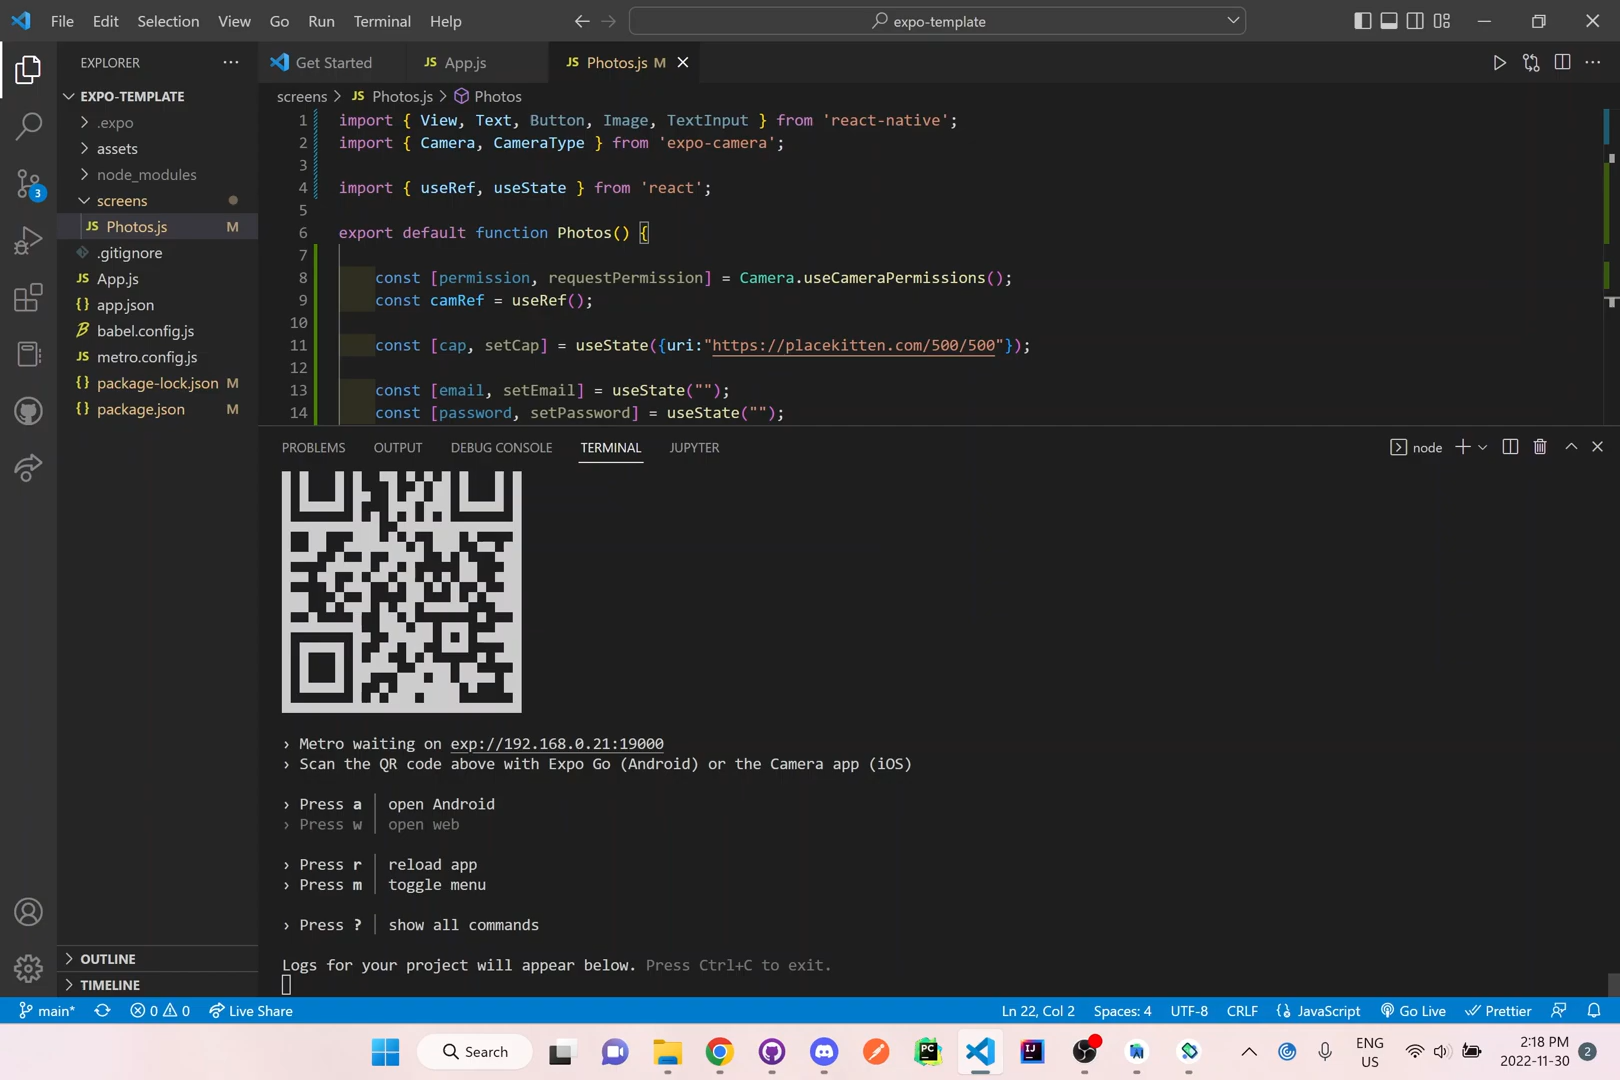 File Edit Selection View Go Run Terminal Help
expo-template
EXPLORER
Get Started
JS App.js
JS Photos.js M
EXPO-TEMPLATE
.expo
assets
node_modules
screens
JS Photos.js M
.gitignore
JS App.js
{} app.json
babel.config.js
JS metro.config.js
{} package-lock.json M
{} package.json M
OUTLINE
TIMELINE
3
screens > JS Photos.js > Photos
1 import { View, Text, Button, Image, TextInput } from 'react-native';
2 import { Camera, CameraType } from 'expo-camera';
3
4 import { useRef, useState } from 'react';
5
6 export default function Photos() {
7
8 const [permission, requestPermission] = Camera.useCameraPermissions();
9 const camRef = useRef();
10
11 const [cap, setCap] = useState({uri:"https://placekitten.com/500/500"});
12
13 const [email, setEmail] = useState("");
14 const [password, setPassword] = useState("");
PROBLEMS OUTPUT DEBUG CONSOLE TERMINAL JUPYTER
node
› Metro waiting on exp://192.168.0.21:19000
› Scan the QR code above with Expo Go (Android) or the Camera app (iOS)
› Press a │ open Android
› Press w │ open web
› Press r │ reload app
› Press m │ toggle menu
› Press ? │ show all commands
Logs for your project will appear below. Press Ctrl+C to exit.
main* 0 0 Live Share
Ln 22, Col 2 Spaces: 4 UTF-8 CRLF {} JavaScript Go Live Prettier
Search
PC
IJ
ENG
US
2:18 PM
2022-11-30
2